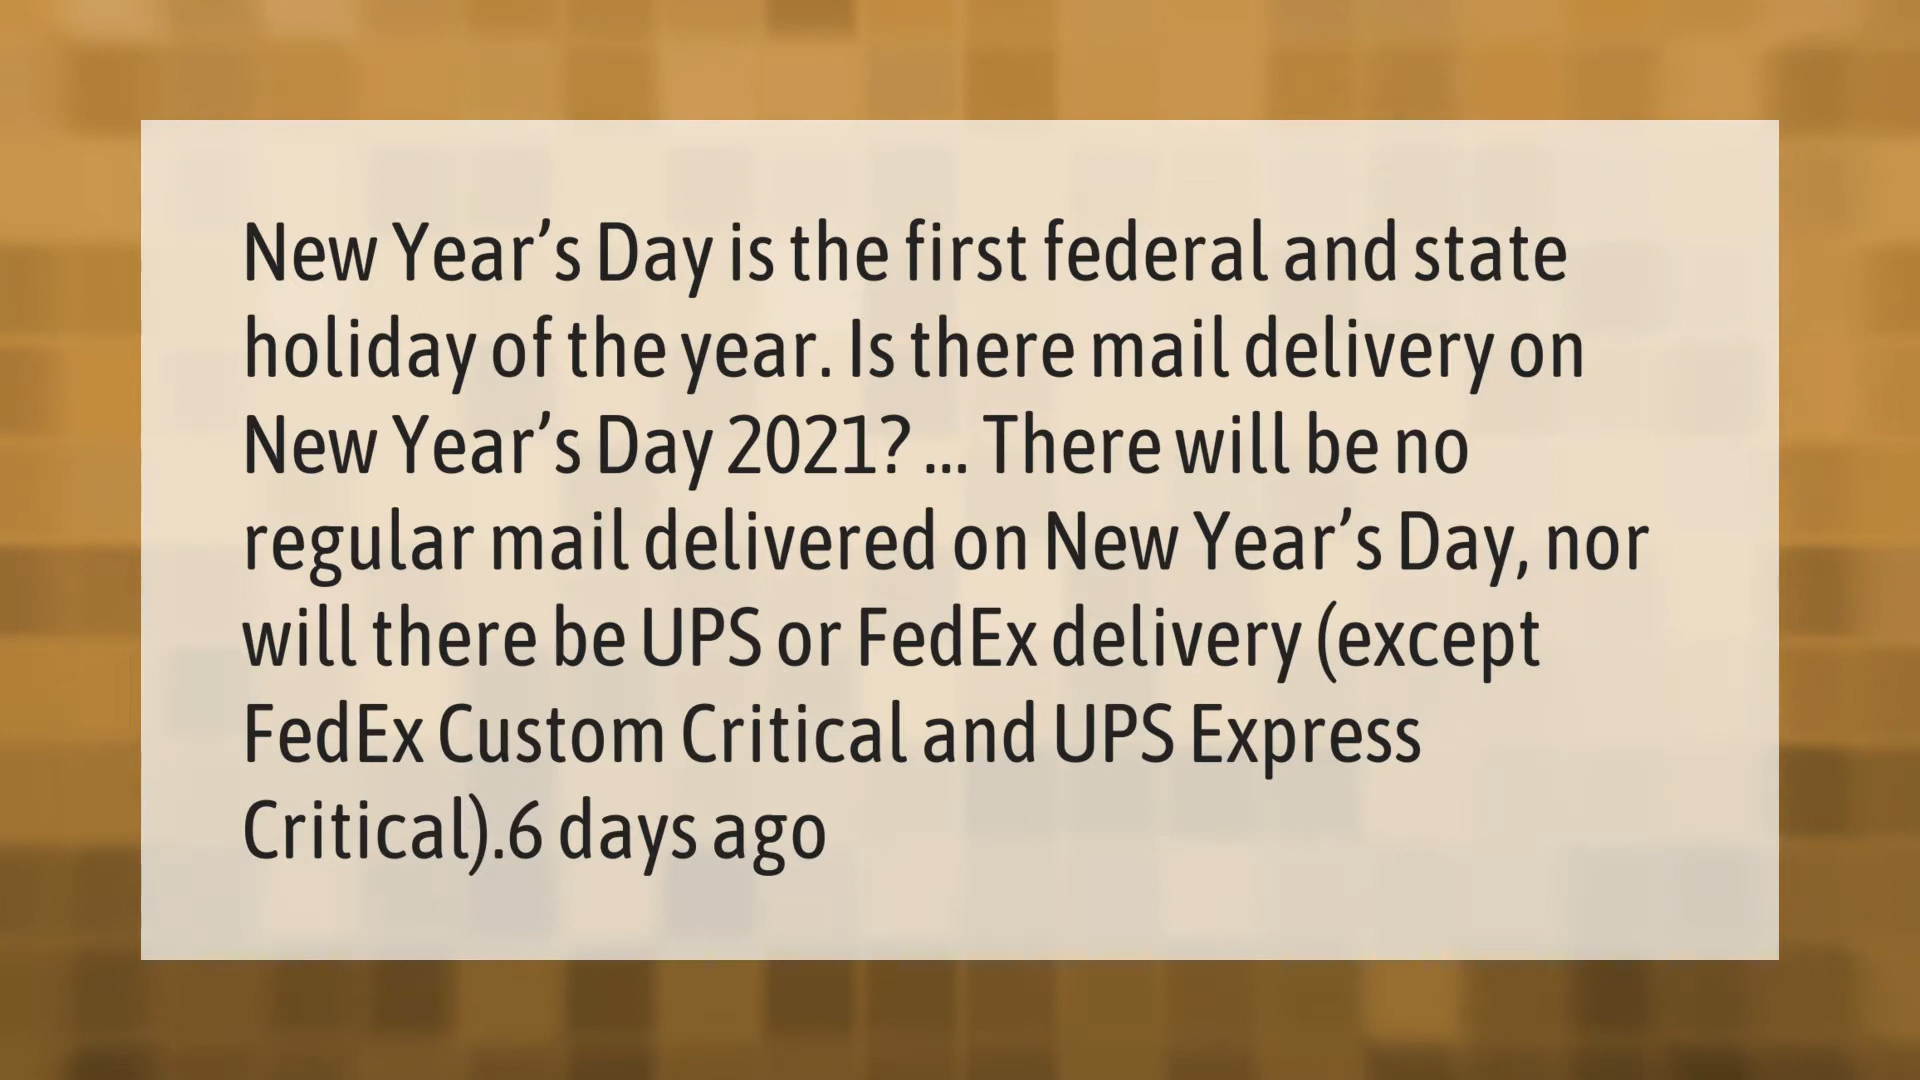 New Year’s Day is the first federal and state
holiday of the year. Is there mail delivery on
New Year’s Day 2021? ... There will be no
regular mail delivered on New Year’s Day, nor
will there be UPS or FedEx delivery (except
FedEx Custom Critical and UPS Express
Critical).6 days ago